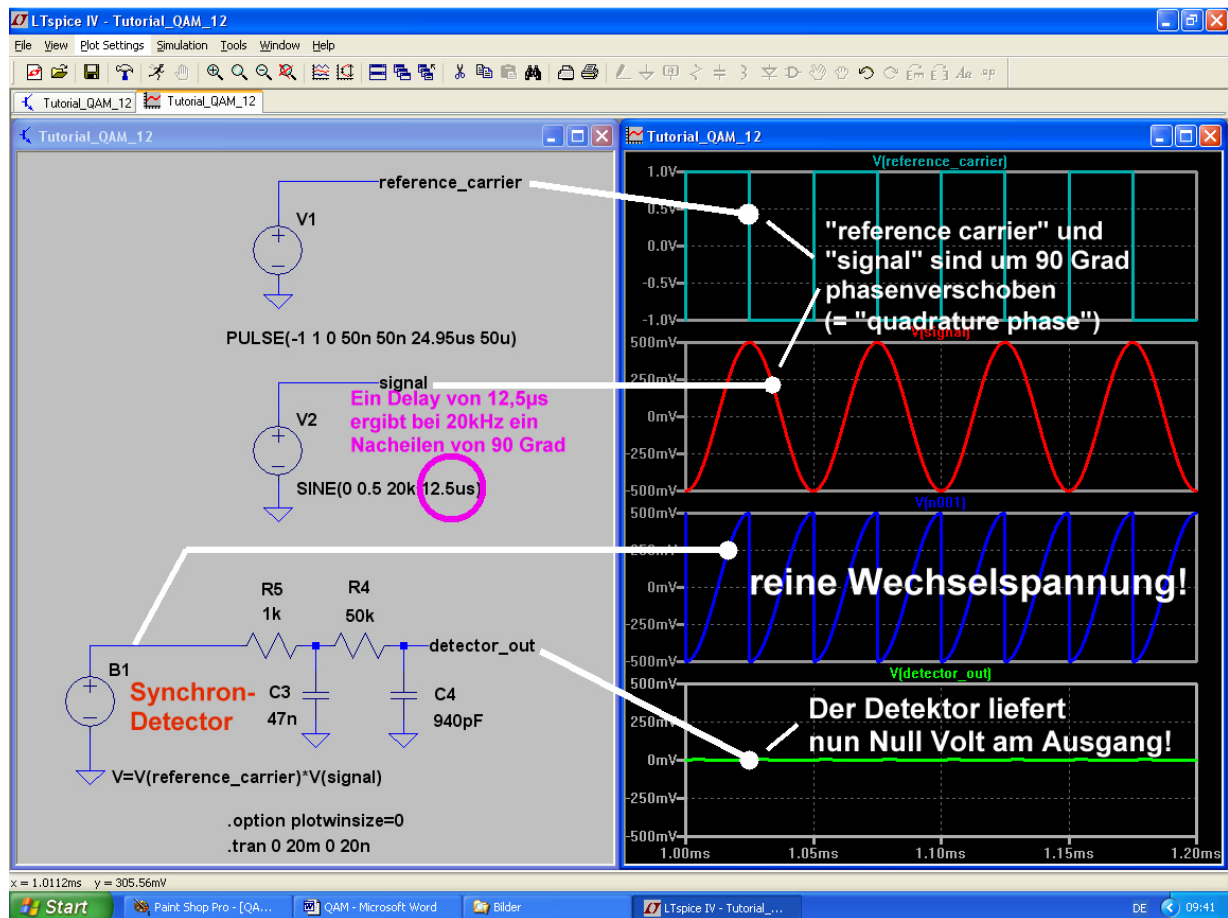 LTspice IV - Tutorial_QAM_12
File View Plot Settings Simulation Tools Window Help
Tutorial_QAM_12 Tutorial_QAM_12
Tutorial_QAM_12
reference_carrier
V1
PULSE(-1 1 0 50n 50n 24.95us 50u)
signal
Ein Delay von 12,5µs
ergibt bei 20kHz ein
Nacheilen von 90 Grad
V2
SINE(0 0.5 20k 12.5us)
R5
1k
R4
50k
detector_out
B1
Synchron-
Detector
C3
47n
C4
940pF
V=V(reference_carrier)*V(signal)
.option plotwinsize=0
.tran 0 20m 0 20n
Tutorial_QAM_12
V(reference_carrier)
1.0V
0.5V
0.0V
-0.5V
-1.0V
"reference carrier" und
"signal" sind um 90 Grad
phasenverschoben
(= "quadrature phase")
V(signal)
500mV
250mV
0mV
-250mV
-500mV
V(n001)
500mV
250mV
0mV
-250mV
-500mV
reine Wechselspannung!
V(detector_out)
500mV
250mV
0mV
-250mV
-500mV
Der Detektor liefert
nun Null Volt am Ausgang!
1.00ms 1.05ms 1.10ms 1.15ms 1.20ms
x = 1.0112ms y = 305.56mV
Start Paint Shop Pro - [QA... QAM - Microsoft Word Bilder LTspice IV - Tutorial_... DE 09:41